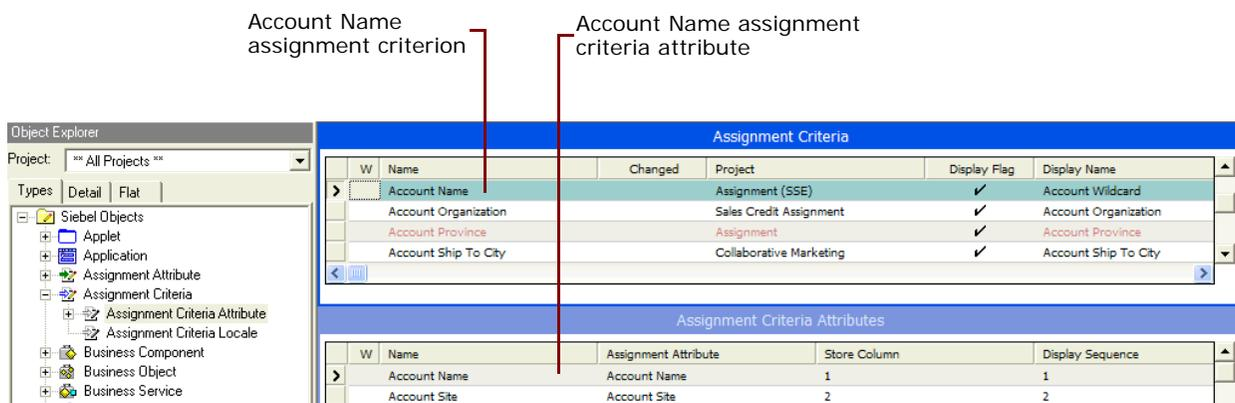 Account Name
assignment criterion
Account Name assignment
criteria attribute
Object Explorer
Project: ** All Projects **
Types Detail Flat
Siebel Objects
Applet
Application
Assignment Attribute
Assignment Criteria
Assignment Criteria Attribute
Assignment Criteria Locale
Business Component
Business Object
Business Service
Assignment Criteria
W Name Changed Project Display Flag Display Name
Account Name Assignment (SSE) ✔ Account Wildcard
Account Organization Sales Credit Assignment ✔ Account Organization
Account Province Assignment ✔ Account Province
Account Ship To City Collaborative Marketing ✔ Account Ship To City
Assignment Criteria Attributes
W Name Assignment Attribute Store Column Display Sequence
Account Name Account Name 1 1
Account Site Account Site 2 2